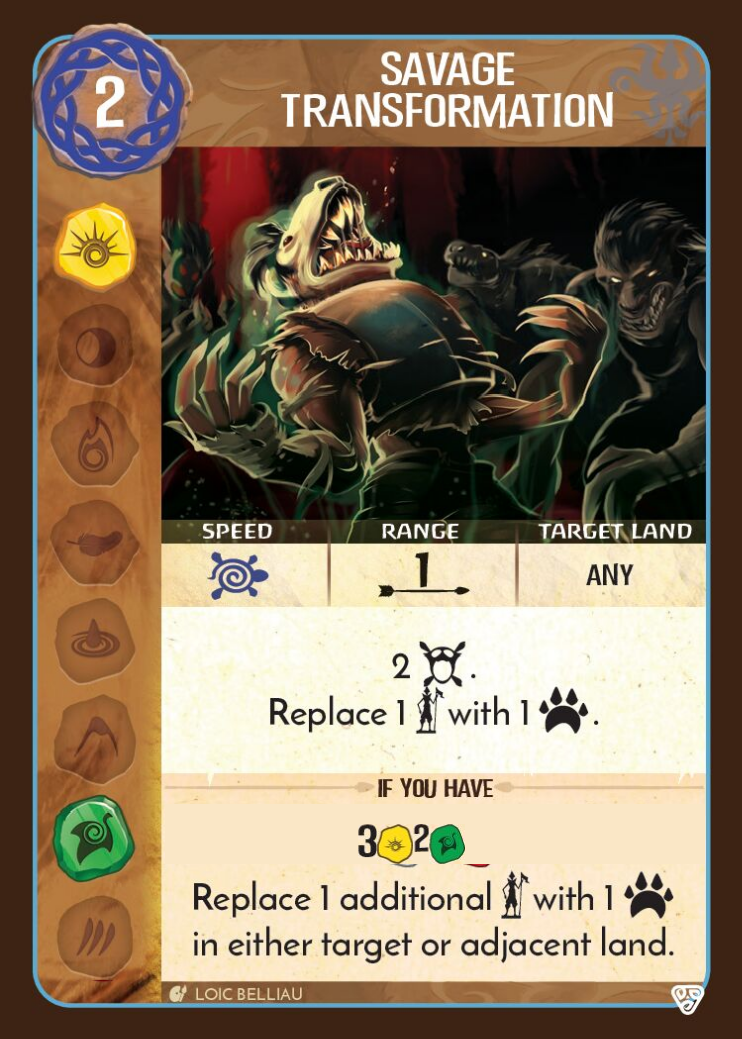 2
SAVAGE
TRANSFORMATION
SPEED RANGE TARGET LAND
1 ANY
2 .
Replace 1 with 1 .
IF YOU HAVE
3 2
Replace 1 additional with 1
in either target or adjacent land.
LOIC BELLIAU